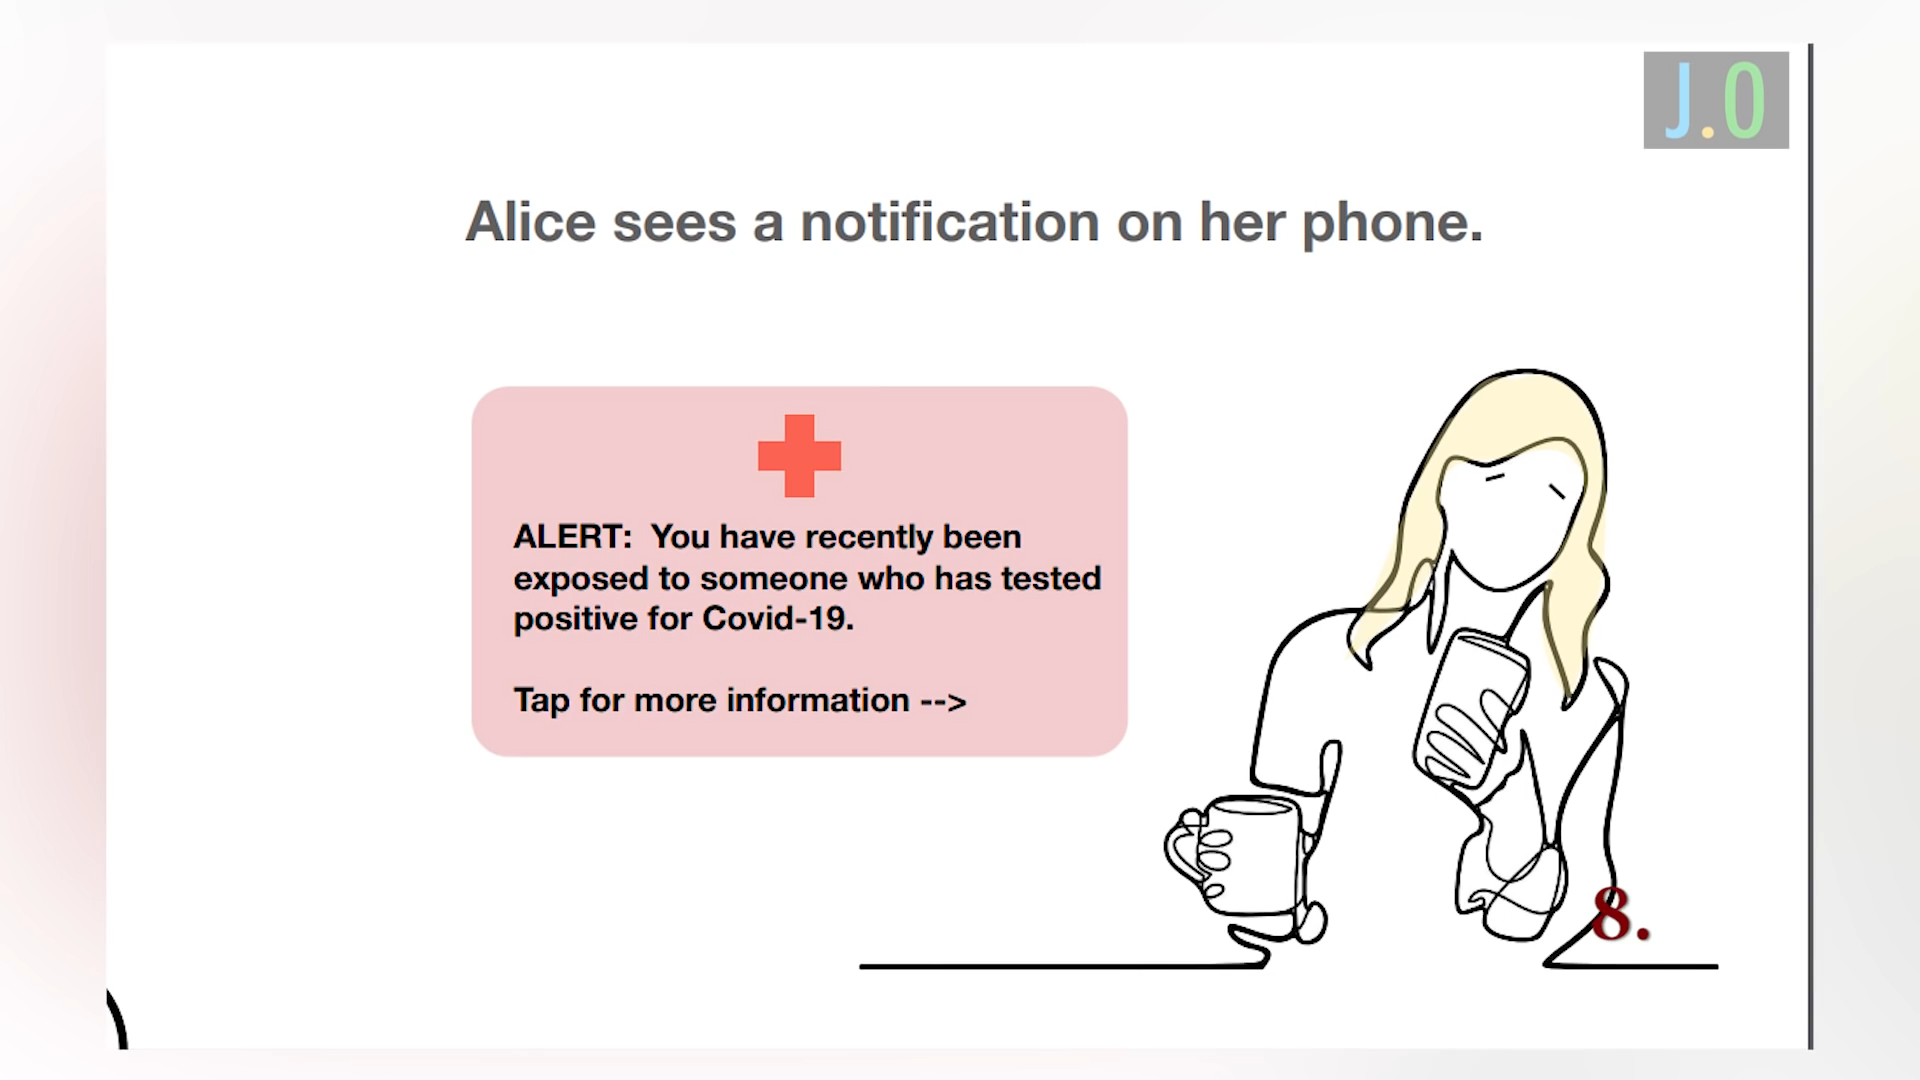 J.0
Alice sees a notification on her phone.
ALERT:  You have recently been
exposed to someone who has tested
positive for Covid-19.
Tap for more information -->
8.